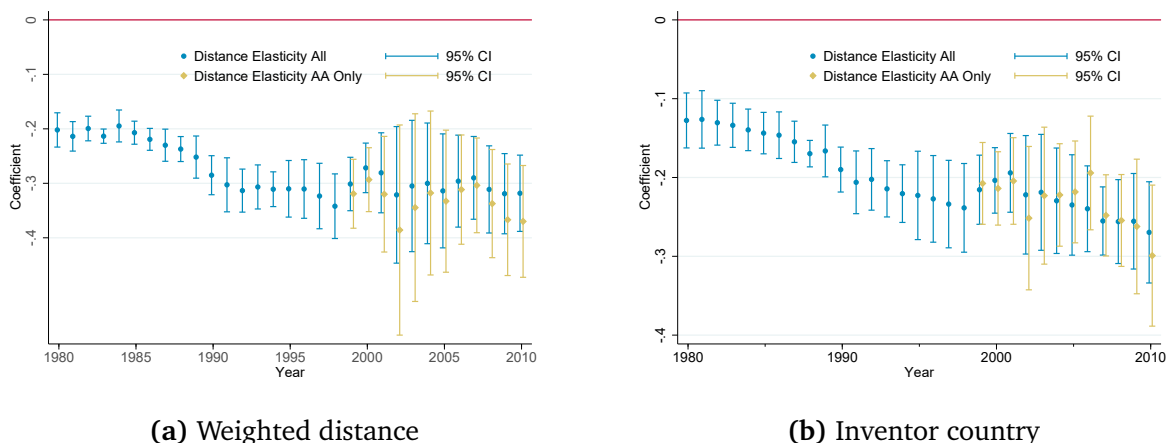 0
-.1
-.2
-.3
-.4
Coefficient
Distance Elasticity All
95% CI
Distance Elasticity AA Only
95% CI
1980
1985
1990
1995
2000
2005
2010
Year
(a) Weighted distance
0
-.1
-.2
-.3
-.4
Coefficient
Distance Elasticity All
95% CI
Distance Elasticity AA Only
95% CI
1980
1990
2000
2010
Year
(b) Inventor country